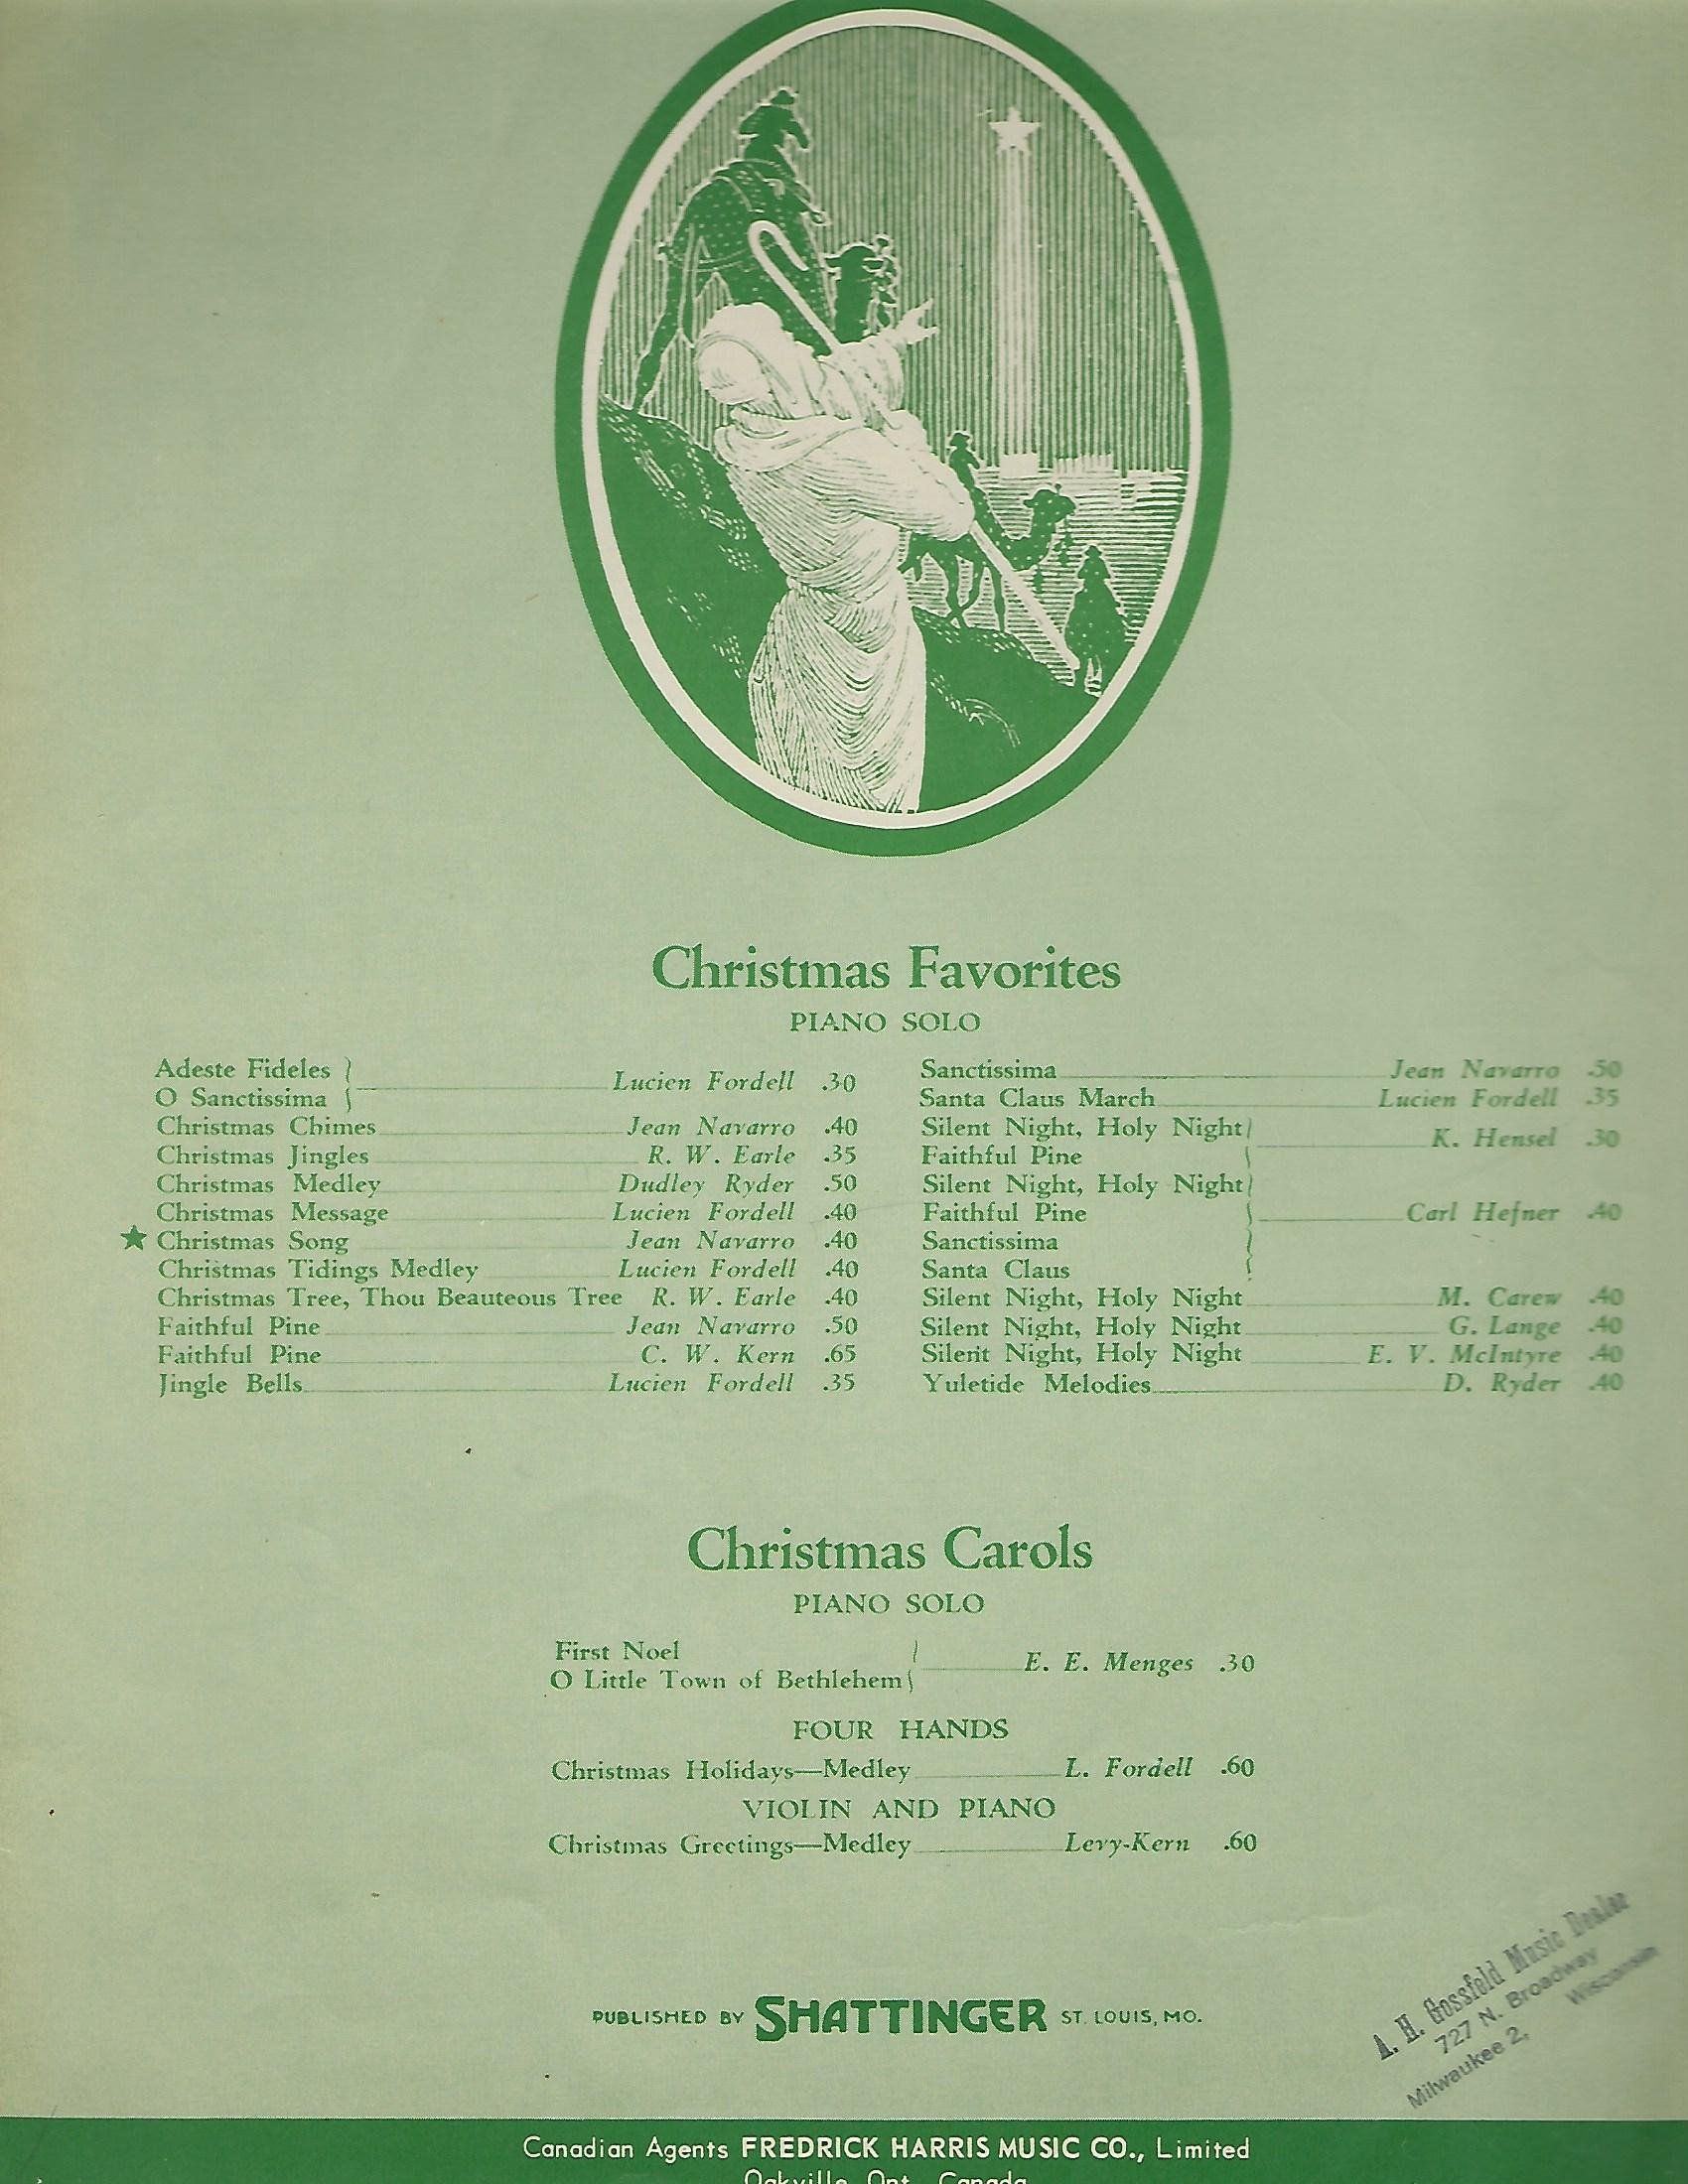 Christmas Favorites
PIANO SOLO
Adeste Fideles
O Sanctissima
Lucien Fordell .30
Christmas Chimes Jean Navarro .40
Christmas Jingles R. W. Earle .35
Christmas Medley Dudley Ryder .50
Christmas Message Lucien Fordell .40
★ Christmas Song Jean Navarro .40
Christmas Tidings Medley Lucien Fordell .40
Christmas Tree, Thou Beauteous Tree R. W. Earle .40
Faithful Pine Jean Navarro .50
Faithful Pine C. W. Kern .65
Jingle Bells Lucien Fordell .35
Sanctissima Jean Navarro .50
Santa Claus March Lucien Fordell .35
Silent Night, Holy Night
Faithful Pine
K. Hensel .30
Silent Night, Holy Night
Faithful Pine
Sanctissima
Santa Claus
Carl Hefner .40
Silent Night, Holy Night M. Carew .40
Silent Night, Holy Night G. Lange .40
Silent Night, Holy Night E. V. McIntyre .40
Yuletide Melodies D. Ryder .40
Christmas Carols
PIANO SOLO
First Noel
O Little Town of Bethlehem
E. E. Menges .30
FOUR HANDS
Christmas Holidays—Medley L. Fordell .60
VIOLIN AND PIANO
Christmas Greetings—Medley Levy-Kern .60
PUBLISHED BY SHATTINGER ST. LOUIS, MO.
A. H. Gossfeld Music Dealer
727 N. Broadway
Milwaukee 2, Wisconsin
Canadian Agents FREDRICK HARRIS MUSIC CO., Limited
Oakville, Ont., Canada